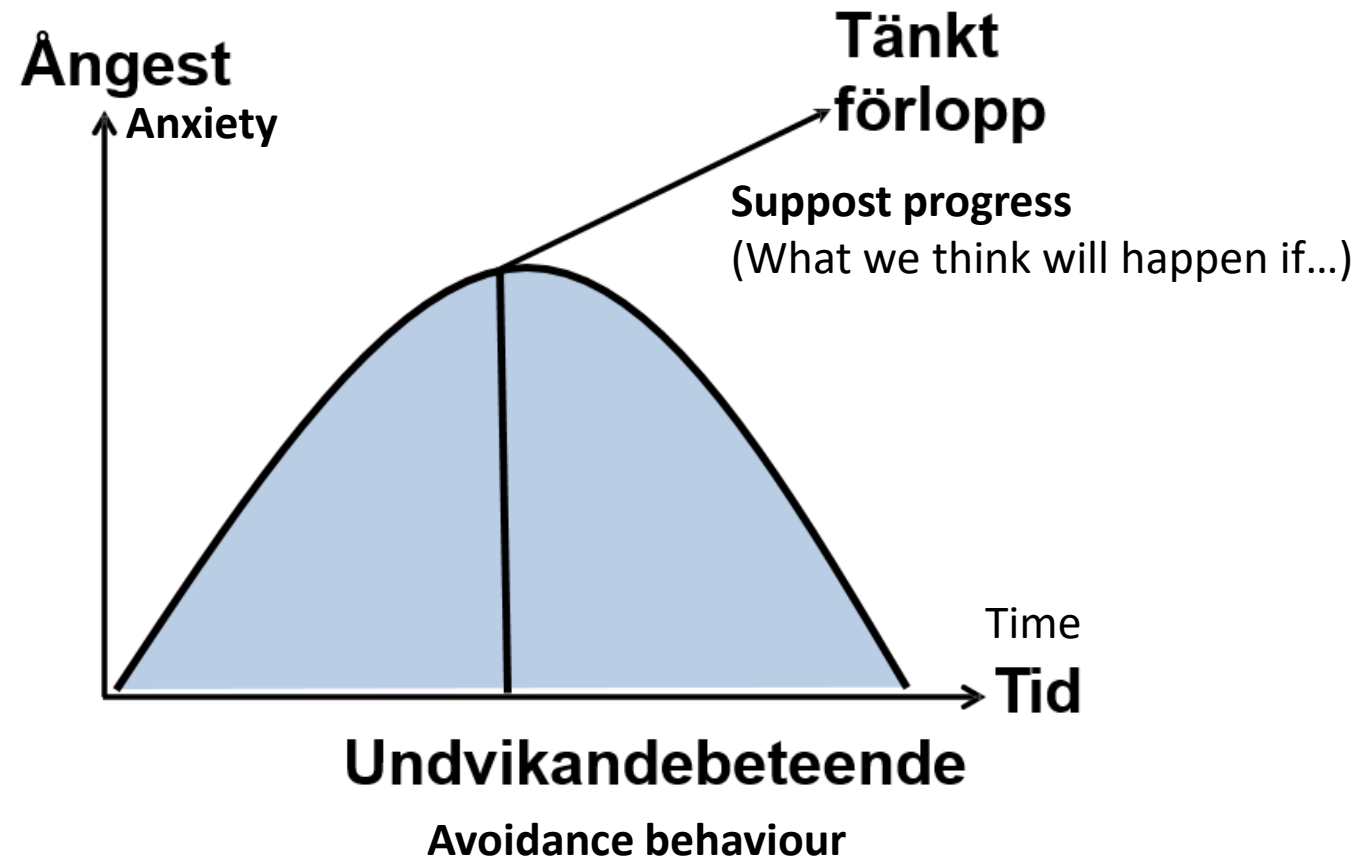 Ångest
Anxiety
Tänkt
förlopp
Suppost progress
(What we think will happen if…)
Time
Tid
Undvikandebeteende
Avoidance behaviour